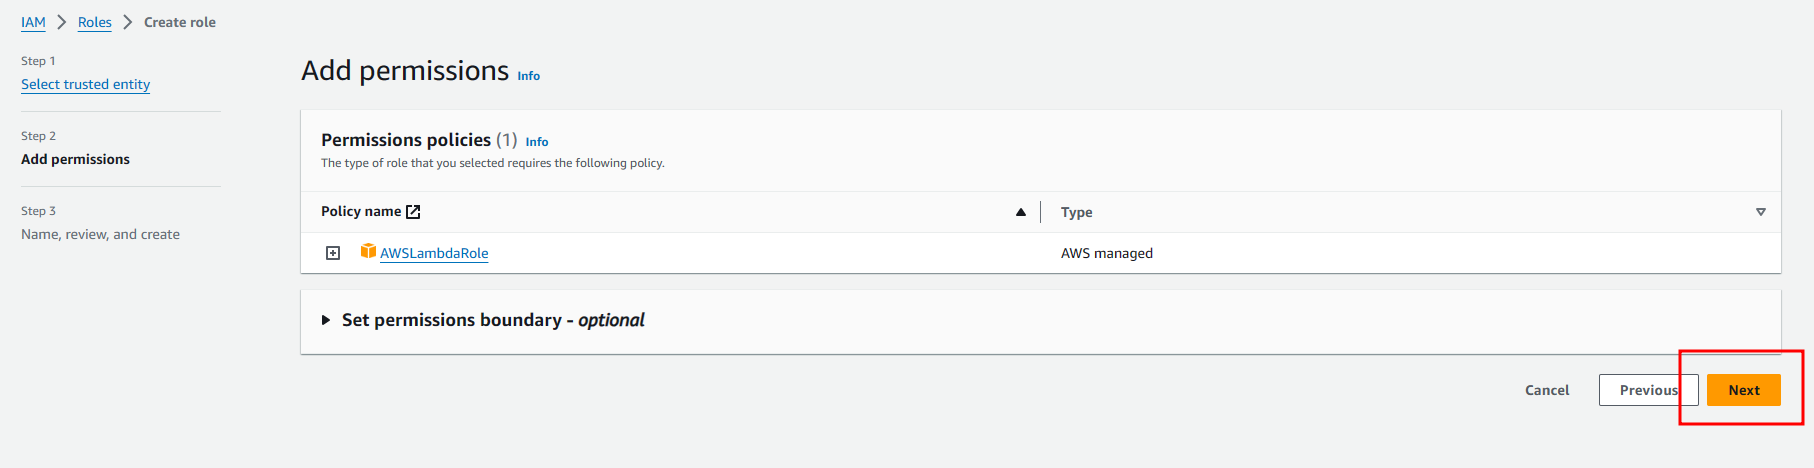 IAM > Roles > Create role
Step 1
Select trusted entity
Step 2
Add permissions
Step 3
Name, review, and create
Add permissions Info
Permissions policies (1) Info
The type of role that you selected requires the following policy.
Policy name Type
AWSLambdaRole AWS managed
Set permissions boundary - optional
Cancel Previous Next